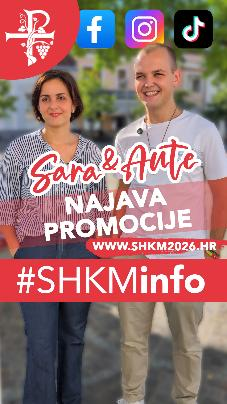 Sara & Ante
NAJAVA
PROMOCIJE
WWW.SHKM2026.HR
#SHKMinfo